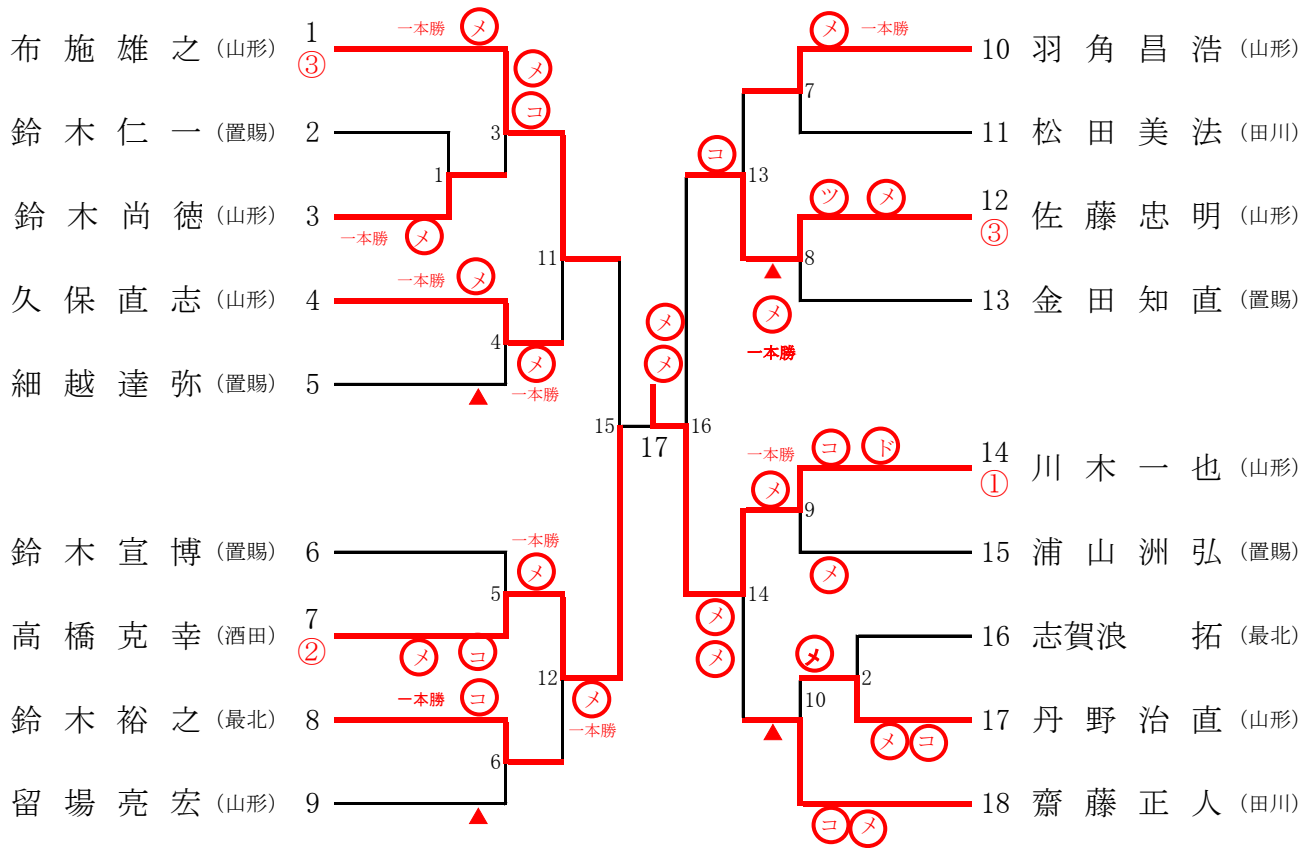 布施雄之 (山形) 1
③
鈴木仁一 (置賜) 2
鈴木尚徳 (山形) 3
久保直志 (山形) 4
細越達弥 (置賜) 5
鈴木宣博 (置賜) 6
高橋克幸 (酒田) 7
②
鈴木裕之 (最北) 8
留場亮宏 (山形) 9
一本勝 メ
メ
コ
3
1
一本勝 メ
一本勝 メ
11
4
メ
一本勝
▲
15
17
一本勝
メ
5
メ コ
12
一本勝 コ
メ
一本勝
6
▲
メ
メ
16
メ 一本勝
7
コ
13
ツ メ
8
▲
メ
一本勝
コ ド
一本勝
メ
9
メ
14
メ
メ
メ
2
10
メ コ
▲
コ メ
10 羽角昌浩 (山形)
11 松田美法 (田川)
12 佐藤忠明 (山形)
③
13 金田知直 (置賜)
14 川木一也 (山形)
①
15 浦山洲弘 (置賜)
16 志賀浪 拓 (最北)
17 丹野治直 (山形)
18 齋藤正人 (田川)